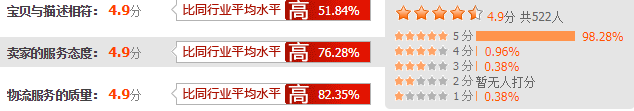 宝贝与描述相符: 4.9分 比同行业平均水平 高 51.84%
卖家的服务态度: 4.9分 比同行业平均水平 高 76.28%
物流服务的质量: 4.9分 比同行业平均水平 高 82.35%
4.9分 共522人
5分 98.28%
4分 0.96%
3分 0.38%
2分 暂无人打分
1分 0.38%